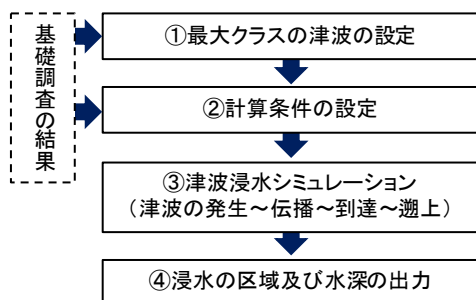 基礎調査の結果
①最大クラスの津波の設定
②計算条件の設定
③津波浸水シミュレーション
（津波の発生～伝播～到達～遡上）
④浸水の区域及び水深の出力